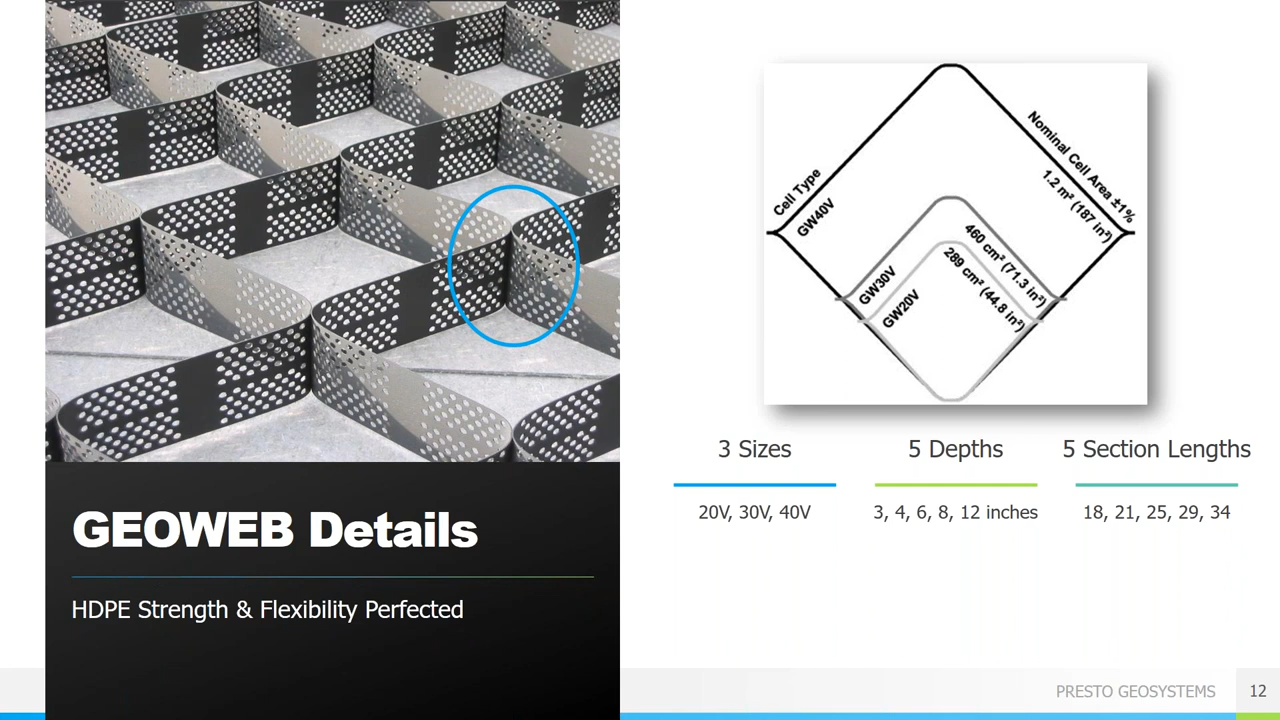 GEOWEB Details
HDPE Strength & Flexibility Perfected
Cell Type
GW40V
Nominal Cell Area ±1%
1.2 m² (187 in²)
GW30V
460 cm² (71.3 in²)
GW20V
289 cm² (44.8 in²)
3 Sizes
20V, 30V, 40V
5 Depths
3, 4, 6, 8, 12 inches
5 Section Lengths
18, 21, 25, 29, 34
PRESTO GEOSYSTEMS
12